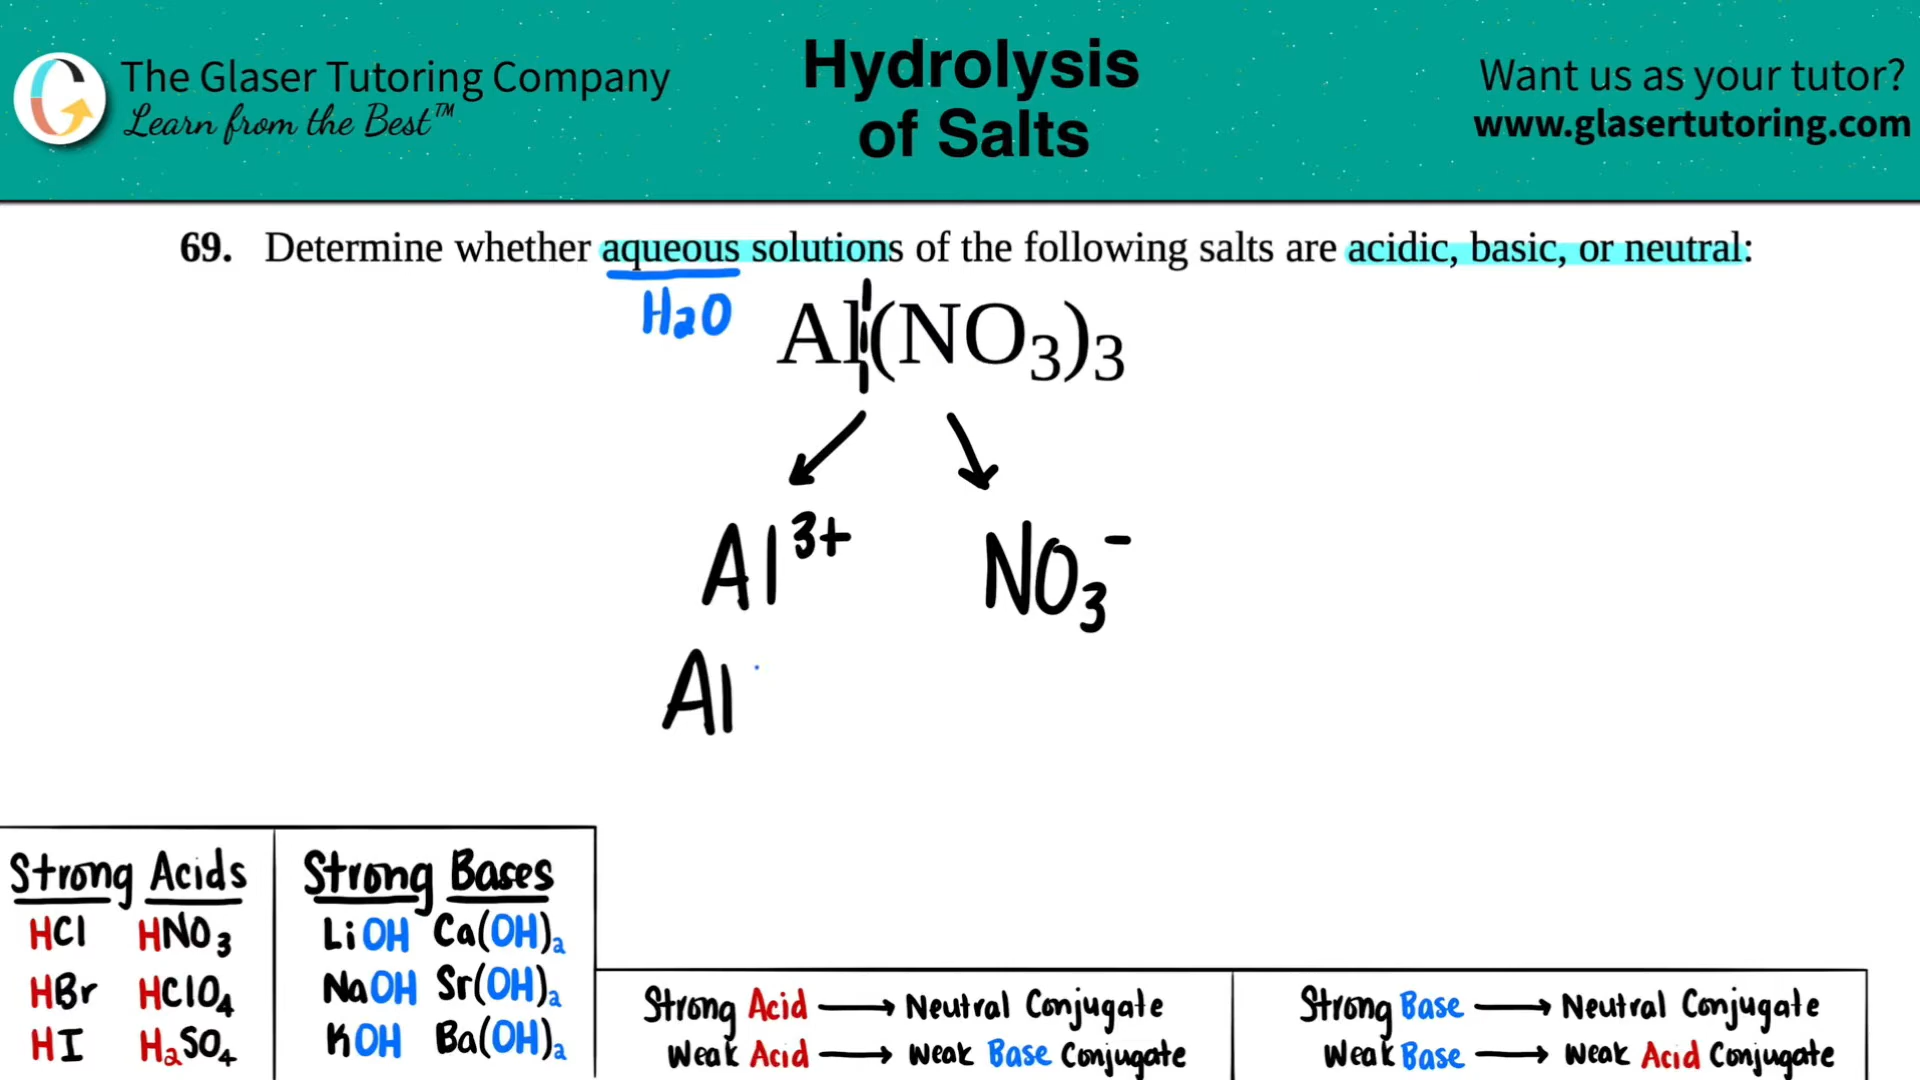 The Glaser Tutoring Company
Learn from the Best™
Hydrolysis
of Salts
Want us as your tutor?
www.glasertutoring.com
69. Determine whether aqueous solutions of the following salts are acidic, basic, or neutral:
H₂O
Al(NO₃)₃
Al³⁺ NO₃⁻
Al
Strong Acids
HCl HNO₃
HBr HClO₄
HI H₂SO₄
Strong Bases
LiOH Ca(OH)₂
NaOH Sr(OH)₂
KOH Ba(OH)₂
Strong Acid → Neutral Conjugate
Weak Acid → Weak Base Conjugate
Strong Base → Neutral Conjugate
Weak Base → Weak Acid Conjugate